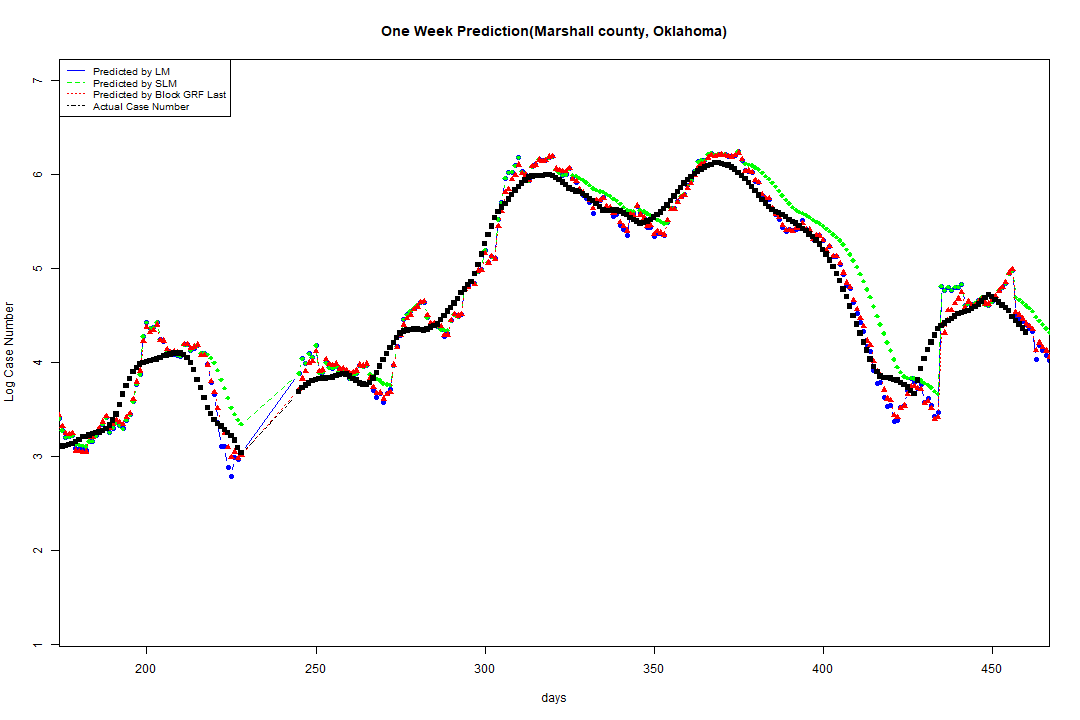 One Week Prediction(Marshall county, Oklahoma)
Predicted by LM
Predicted by SLM
Predicted by Block GRF Last
Actual Case Number
7
6
5
4
3
2
1
Log Case Number
200 250 300 350 400 450
days